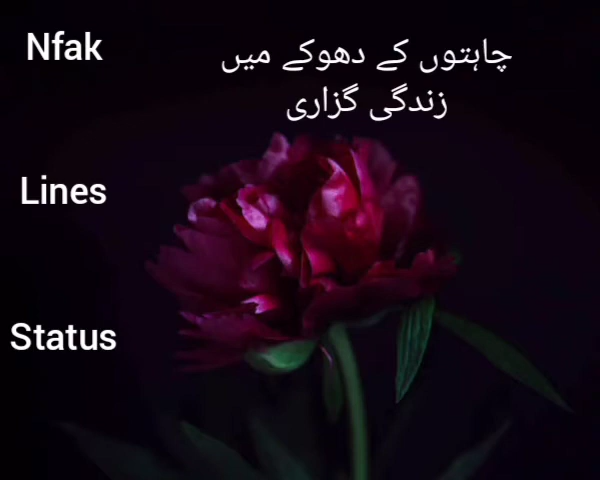 Nfak
چاہتوں کے دھوکے میں
زندگی گزاری
Lines
Status